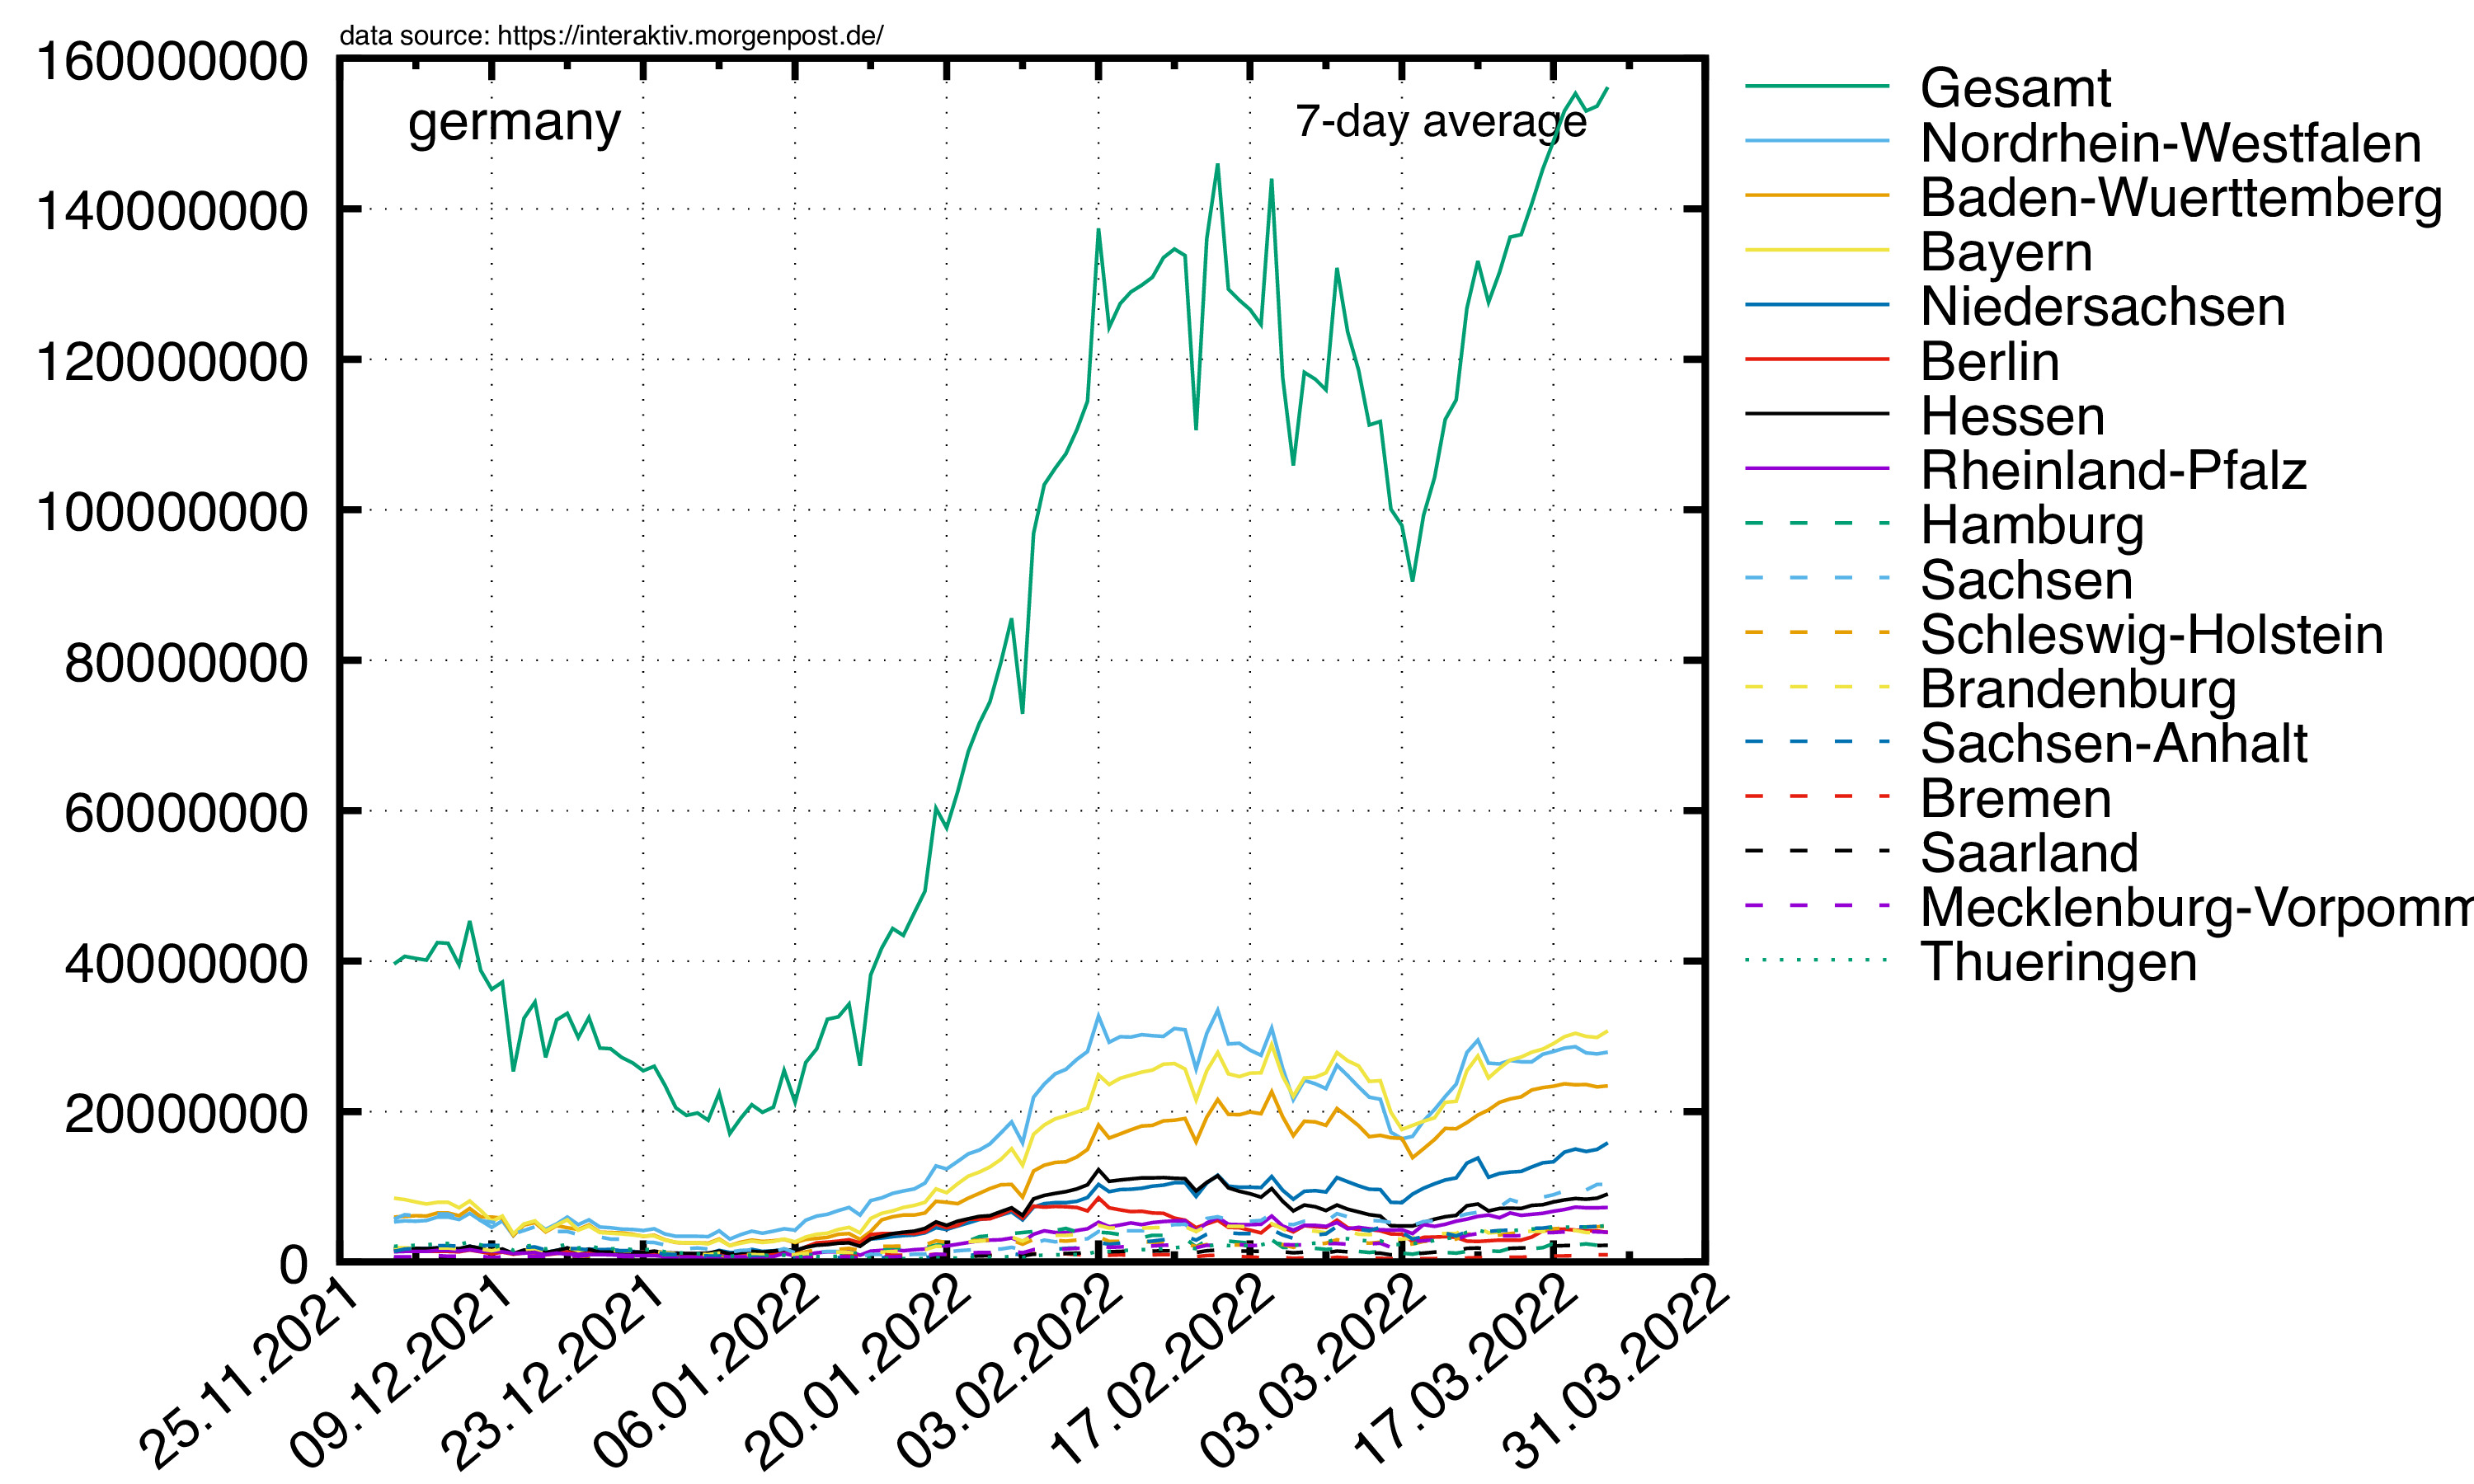 data source: https://interaktiv.morgenpost.de/
160000000
140000000
120000000
100000000
80000000
60000000
40000000
20000000
0
germany
7-day average
25.11.2021
09.12.2021
23.12.2021
06.01.2022
20.01.2022
03.02.2022
17.02.2022
03.03.2022
17.03.2022
31.03.2022
Gesamt
Nordrhein-Westfalen
Baden-Wuerttemberg
Bayern
Niedersachsen
Berlin
Hessen
Rheinland-Pfalz
Hamburg
Sachsen
Schleswig-Holstein
Brandenburg
Sachsen-Anhalt
Bremen
Saarland
Mecklenburg-Vorpomm
Thueringen